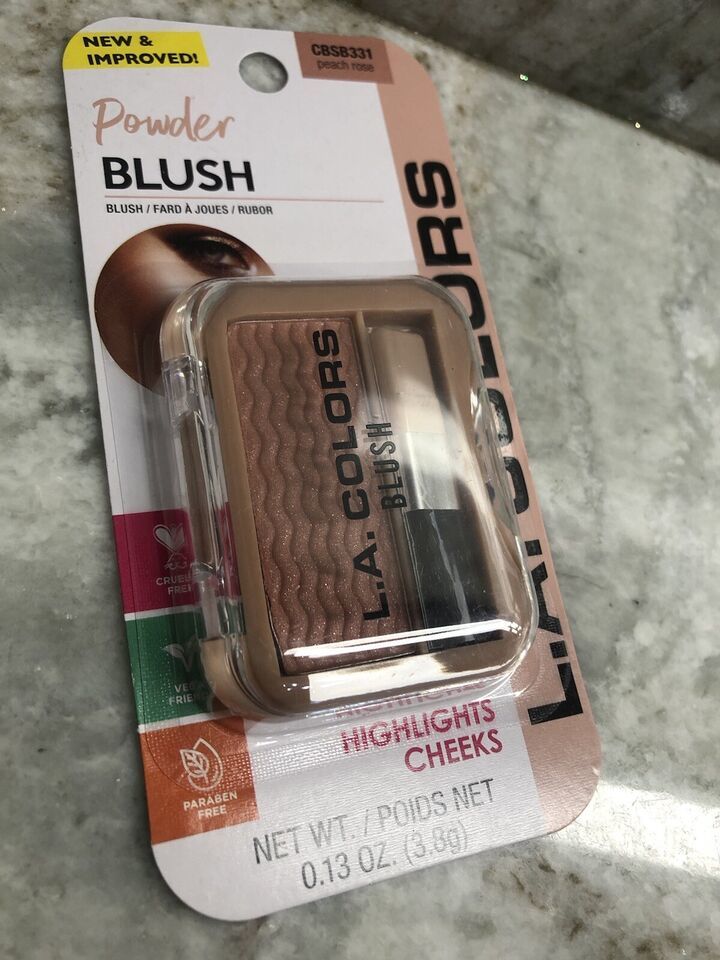 NEW &
IMPROVED!
CBSB331
peach rose
Powder
BLUSH
BLUSH / FARD À JOUES / RUBOR
L.A. COLORS
L.A. COLORS
BLUSH
PARABEN
FREE
HIGHLIGHTS
CHEEKS
NET WT. / POIDS NET
0.13 OZ. (3.8g)